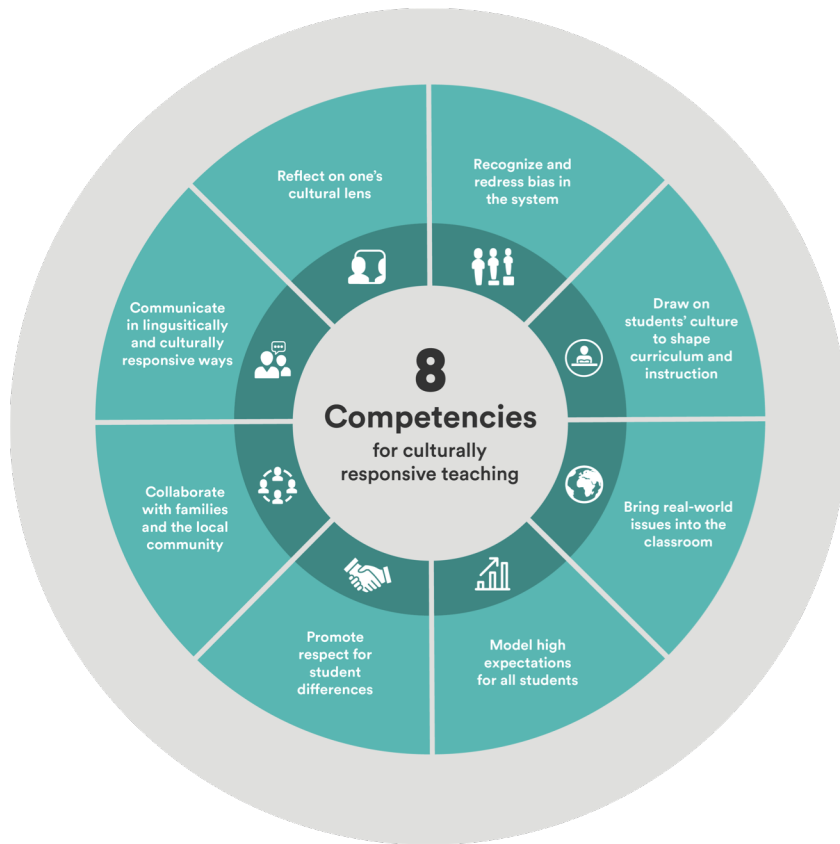 8
Competencies
for culturally
responsive teaching
Reflect on one's
cultural lens
Recognize and
redress bias in
the system
Draw on
students' culture
to shape
curriculum and
instruction
Bring real-world
issues into the
classroom
Model high
expectations
for all students
Promote
respect for
student
differences
Collaborate
with families
and the local
community
Communicate
in lingusitically
and culturally
responsive ways